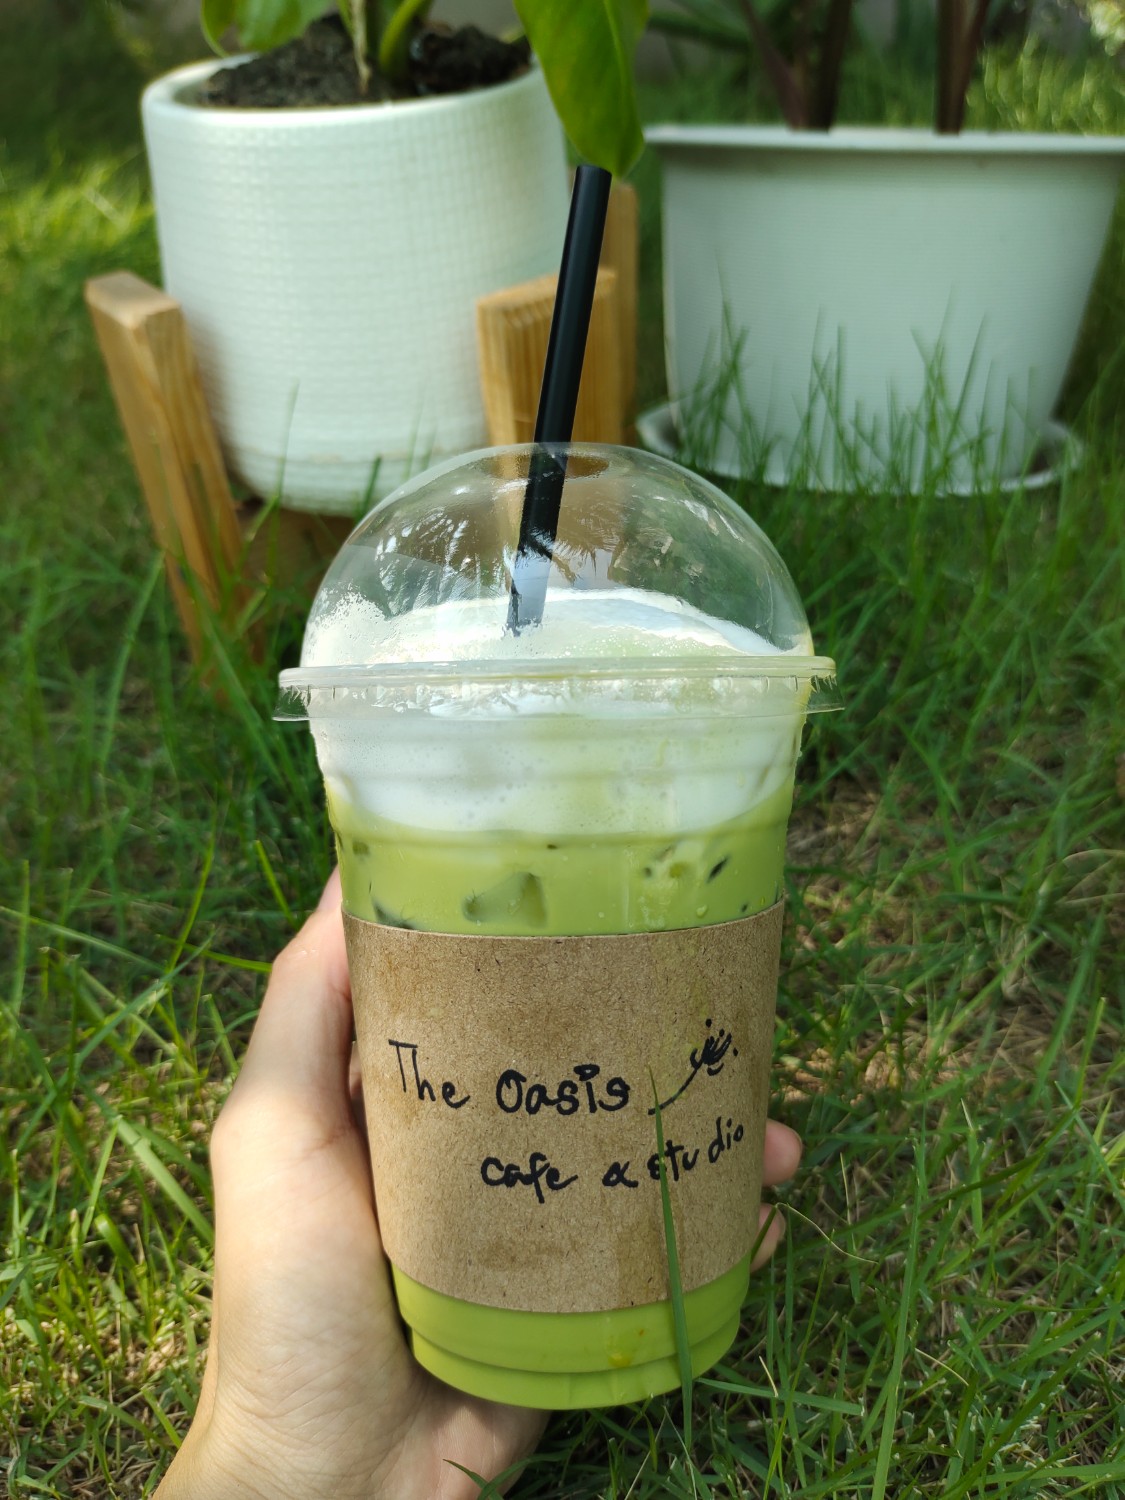 The Oasis
cafe & studio